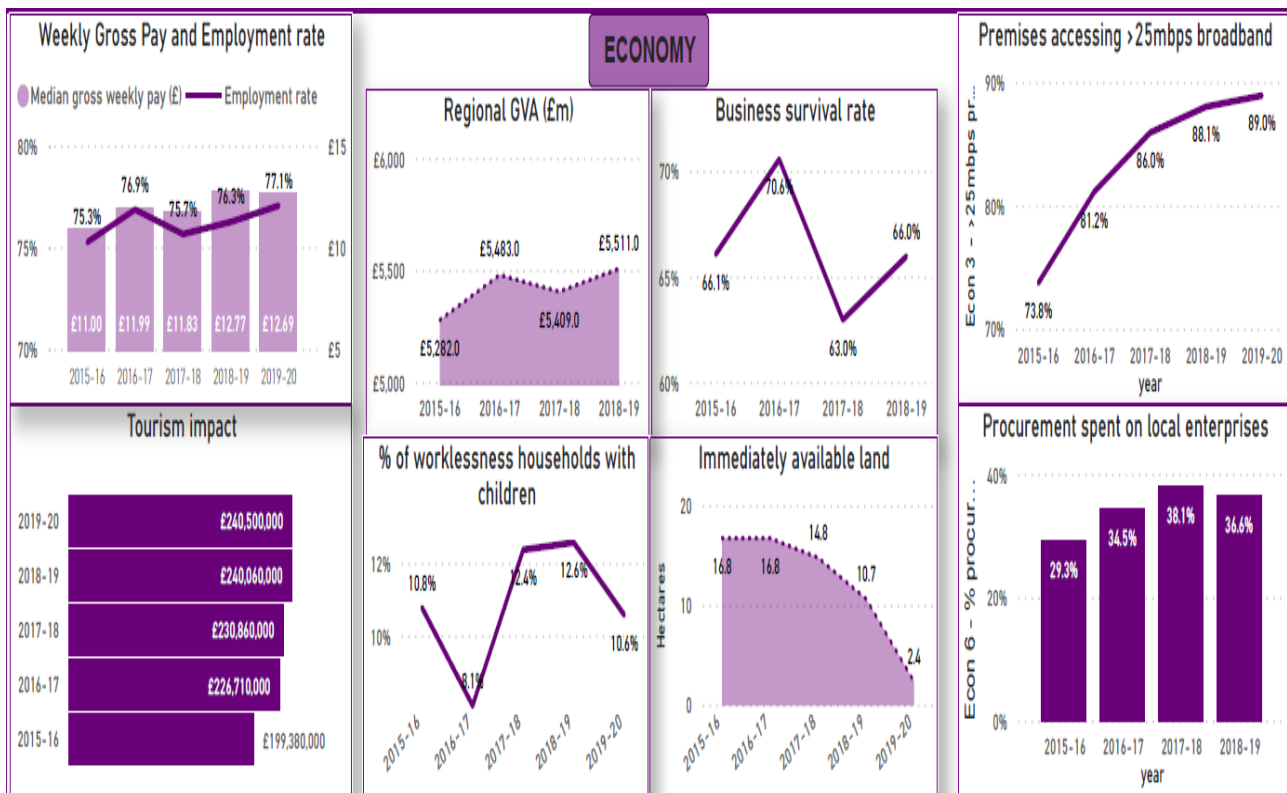 ECONOMY
Weekly Gross Pay and Employment rate
Median gross weekly pay (£) Employment rate
80% £15
75% £10
70% £5
75.3% 76.9% 75.7% 76.3% 77.1%
£11.00 £11.99 £11.83 £12.77 £12.69
2015-16 2016-17 2017-18 2018-19 2019-20
Regional GVA (£m)
£6,000
£5,500
£5,000
£5,282.0 £5,483.0 £5,409.0 £5,511.0
2015-16 2016-17 2017-18 2018-19
Business survival rate
70%
65%
60%
66.1% 70.6% 63.0% 66.0%
2015-16 2016-17 2017-18 2018-19
Premises accessing >25mbps broadband
Econ 3 - >25mbps pr...
90%
80%
70%
73.8% 81.2% 86.0% 88.1% 89.0%
2015-16 2016-17 2017-18 2018-19 2019-20
year
Tourism impact
2019-20 £240,500,000
2018-19 £240,060,000
2017-18 £230,860,000
2016-17 £226,710,000
2015-16 £199,380,000
% of worklessness households with
children
12%
10%
10.8% 8.1% 12.4% 12.6% 10.6%
2015-16 2016-17 2017-18 2018-19 2019-20
Immediately available land
Hectares
20
10
0
16.8 16.8 14.8 10.7 2.4
2015-16 2016-17 2017-18 2018-19 2019-20
Procurement spent on local enterprises
Econ 6 - % procur...
40%
20%
0%
29.3% 34.5% 38.1% 36.6%
2015-16 2016-17 2017-18 2018-19
year